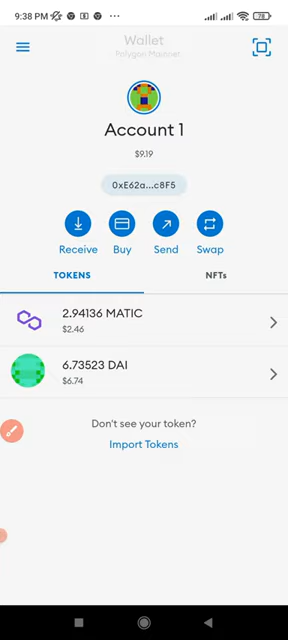 9:38 PM
78
Wallet
Polygon Mainnet
Account 1
$9.19
0xE62a...c8F5
Receive
Buy
Send
Swap
TOKENS
NFTs
2.94136 MATIC
$2.46
6.73523 DAI
$6.74
Don't see your token?
Import Tokens